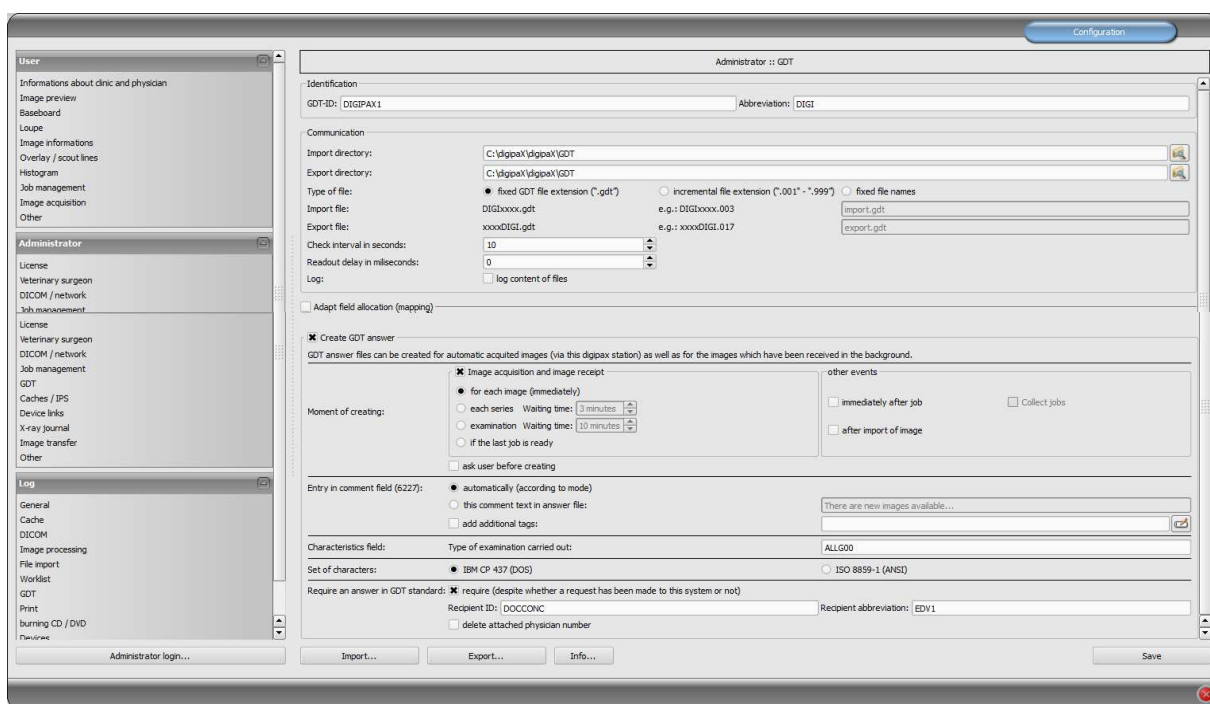 Configuration
User
Informations about clinic and physician
Image preview
Baseboard
Loupe
Image informations
Overlay / scout lines
Histogram
Job management
Image acquisition
Other
Administrator
License
Veterinary surgeon
DICOM / network
Job management
License
Veterinary surgeon
DICOM / network
Job management
GDT
Caches / IPS
Device links
X-ray journal
Image transfer
Other
Log
General
Cache
DICOM
Image processing
File import
Worklist
GDT
Print
burning CD / DVD
Devices
Administrator login...
Administrator :: GDT
Identification
GDT-ID: DIGIPAX1 Abbreviation: DIGI
Communication
Import directory: C:\digipaX\digipaX\GDT
Export directory: C:\digipaX\digipaX\GDT
Type of file: fixed GDT file extension (".gdt") incremental file extension (".001" - ".999") fixed file names
Import file: DIGIxxxx.gdt e.g.: DIGIxxxx.003 import.gdt
Export file: xxxxDIGI.gdt e.g.: xxxxDIGI.017 export.gdt
Check interval in seconds: 10
Readout delay in miliseconds: 0
Log: log content of files
Adapt field allocation (mapping)
Create GDT answer
GDT answer files can be created for automatic acquited images (via this digipax station) as well as for the images which have been received in the background.
Moment of creating:
Image acquisition and image receipt
for each image (immediately)
each series Waiting time: 3 minutes
examination Waiting time: 10 minutes
if the last job is ready
other events
immediately after job Collect jobs
after import of image
ask user before creating
Entry in comment field (6227): automatically (according to mode)
this comment text in answer file: There are new images available...
add additional tags:
Characteristics field: Type of examination carried out: ALLG00
Set of characters: IBM CP 437 (DOS) ISO 8859-1 (ANSI)
Require an answer in GDT standard: require (despite whether a request has been made to this system or not)
Recipient ID: DOCCONC Recipient abbreviation: EDV1
delete attached physician number
Import... Export... Info... Save